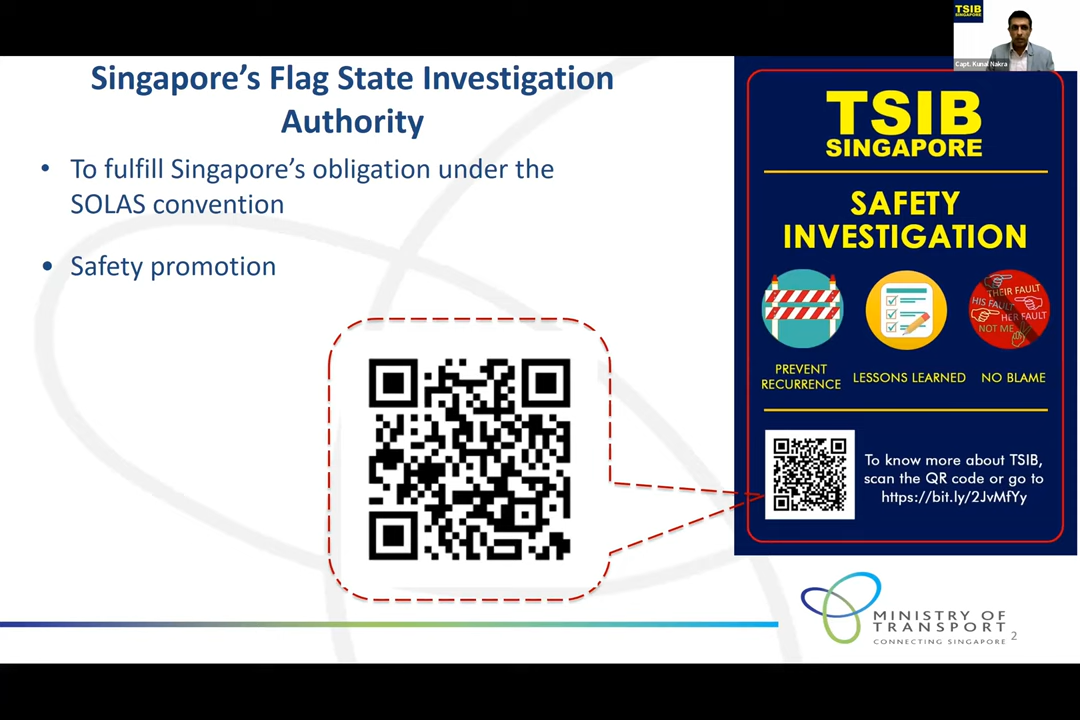 TSIB
SINGAPORE
Capt. Kunal Nakra
Singapore's Flag State Investigation
Authority
• To fulfill Singapore's obligation under the
SOLAS convention
• Safety promotion
TSIB
SINGAPORE
SAFETY
INVESTIGATION
THEIR FAULT
HIS FAULT
HER FAULT
NOT ME
PREVENT
RECURRENCE
LESSONS LEARNED
NO BLAME
To know more about TSIB,
scan the QR code or go to
https://bit.ly/2JvMfYy
MINISTRY OF
TRANSPORT
CONNECTING SINGAPORE
2